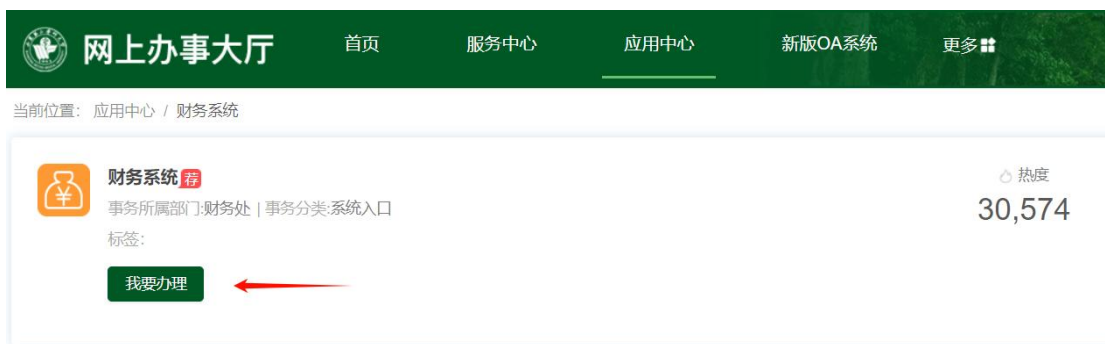 网上办事大厅 首页 服务中心 应用中心 新版OA系统 更多
当前位置： 应用中心 / 财务系统
财务系统 荐 热度
事务所属部门:财务处 | 事务分类:系统入口 30,574
标签:
我要办理